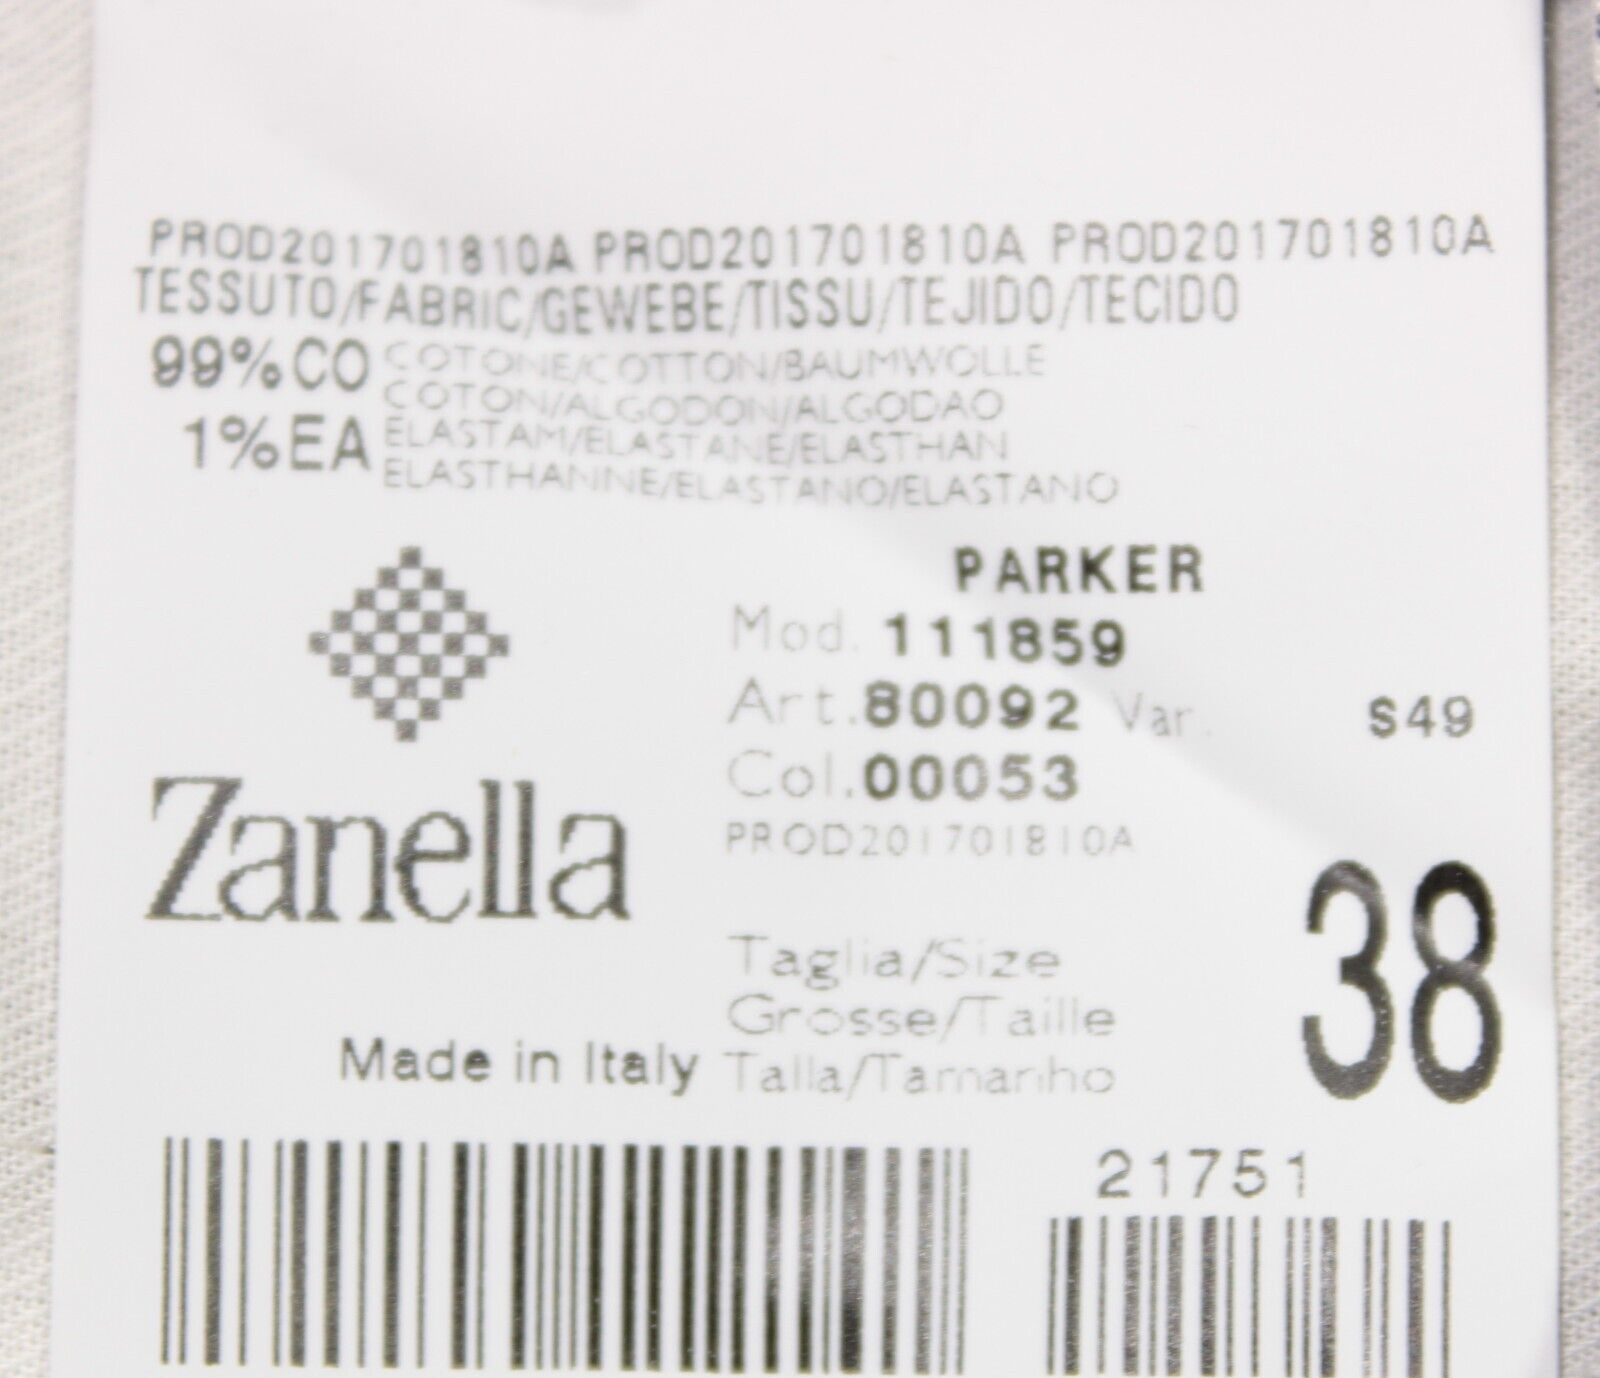 PROD201701810A PROD201701810A PROD201701810A
TESSUTO/FABRIC/GEWEBE/TISSU/TEJIDO/TECIDO
99%CO COTONE/COTTON/BAUMWOLLE
COTON/ALGODON/ALGODAO
1%EA ELASTAM/ELASTANE/ELASTHAN
ELASTHANNE/ELASTANO/ELASTANO
PARKER
Mod. 111859
Art. 80092 Var. S49
Col. 00053
PROD201701810A
Zanella
38
Taglia/Size
Grosse/Taille
Made in Italy Talla/Tamanho
21751